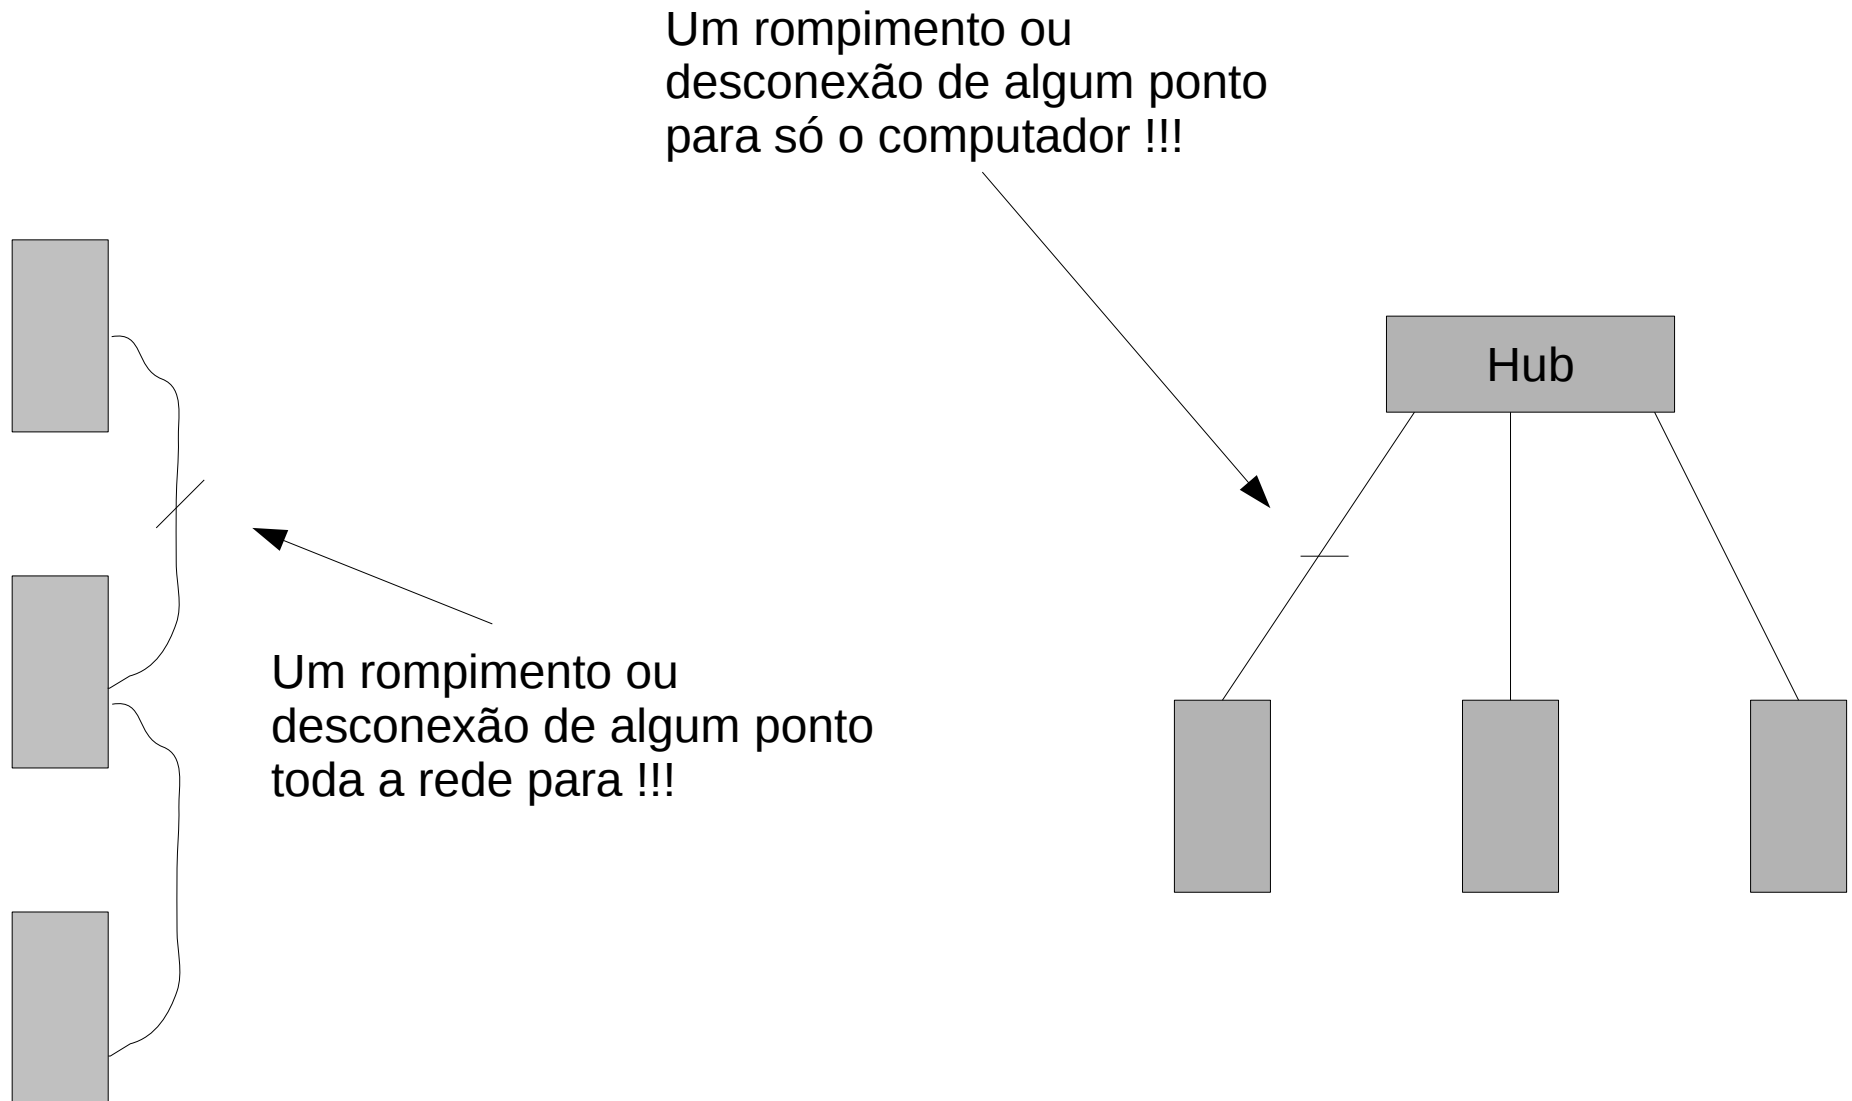 Um rompimento ou
desconexão de algum ponto
para só o computador !!!
Hub
Um rompimento ou
desconexão de algum ponto
toda a rede para !!!